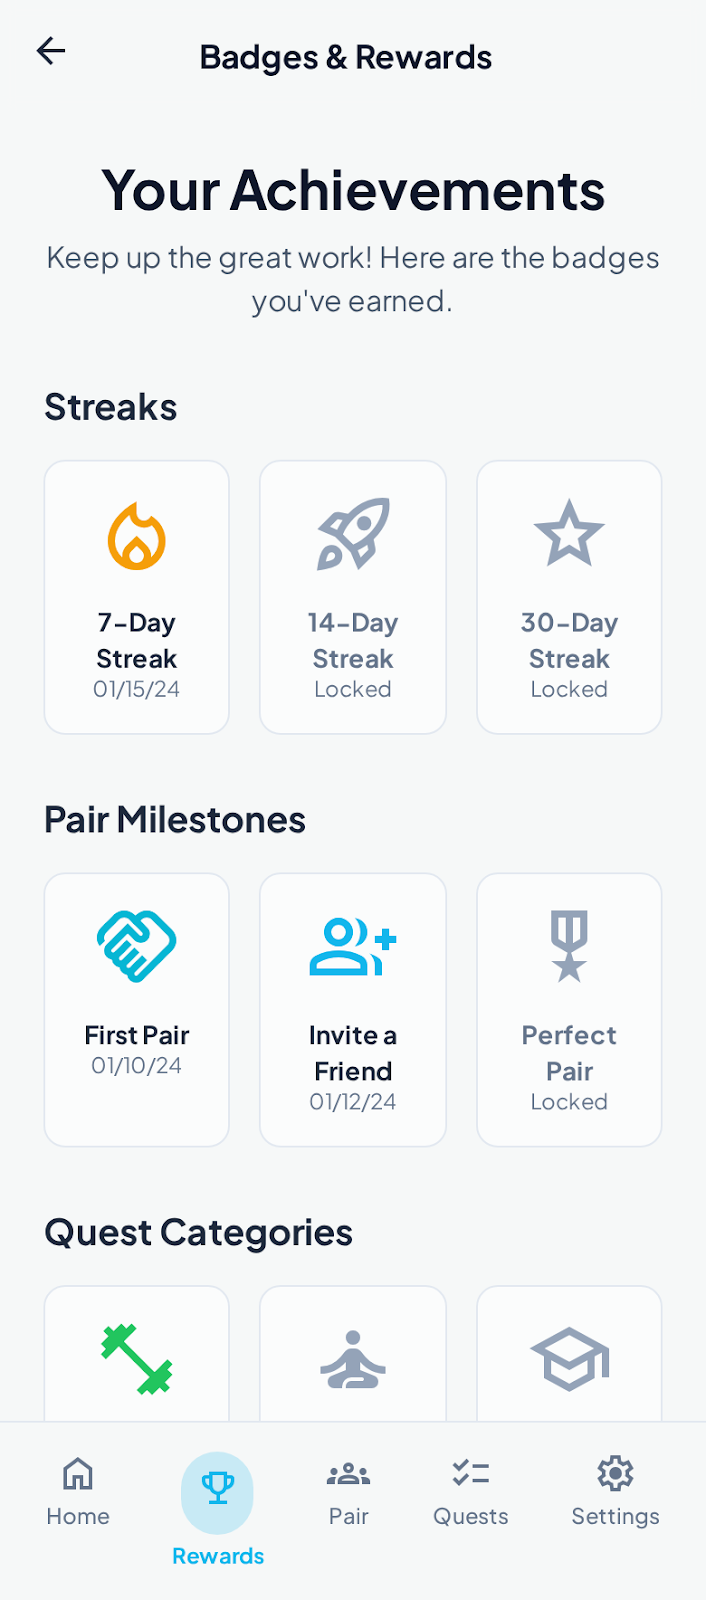 Badges & Rewards
Your Achievements
Keep up the great work! Here are the badges
you've earned.
Streaks
7-Day
Streak
01/15/24
14-Day
Streak
Locked
30-Day
Streak
Locked
Pair Milestones
First Pair
01/10/24
Invite a
Friend
01/12/24
Perfect
Pair
Locked
Quest Categories
Home
Rewards
Pair
Quests
Settings